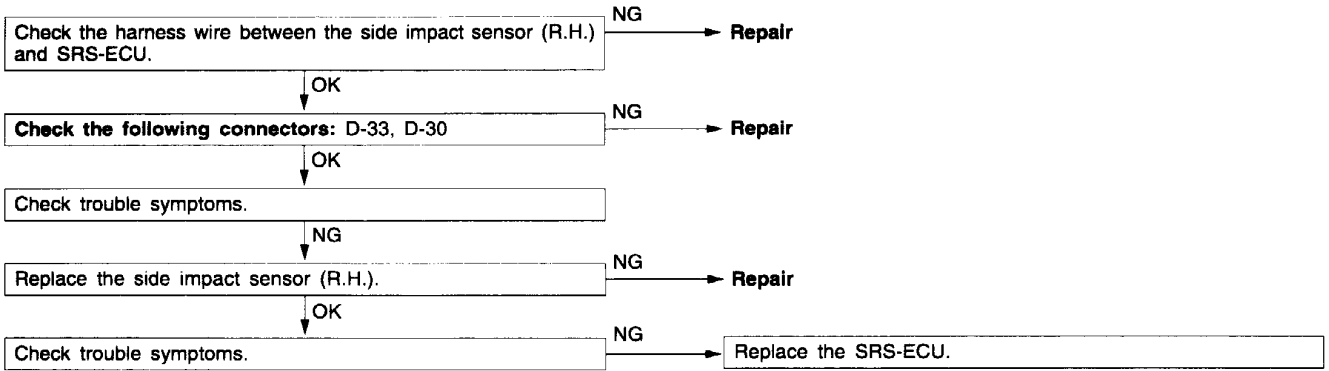 NG
Check the harness wire between the side impact sensor (R.H.)
and SRS-ECU.
Repair
OK
NG
Check the following connectors: D-33, D-30
Repair
OK
Check trouble symptoms.
NG
NG
Replace the side impact sensor (R.H.).
Repair
OK
NG
Check trouble symptoms.
Replace the SRS-ECU.